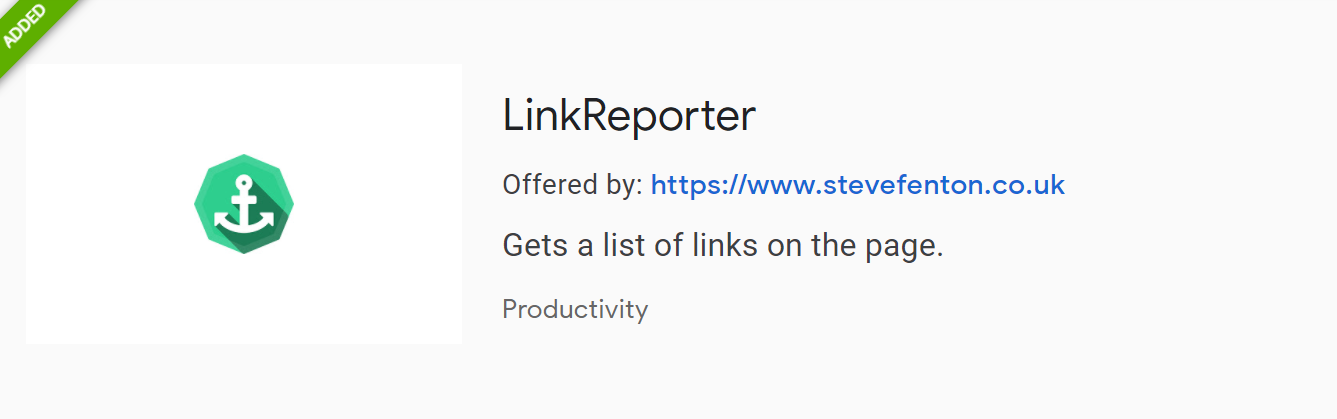 ADDED
LinkReporter
Offered by: https://www.stevefenton.co.uk
Gets a list of links on the page.
Productivity